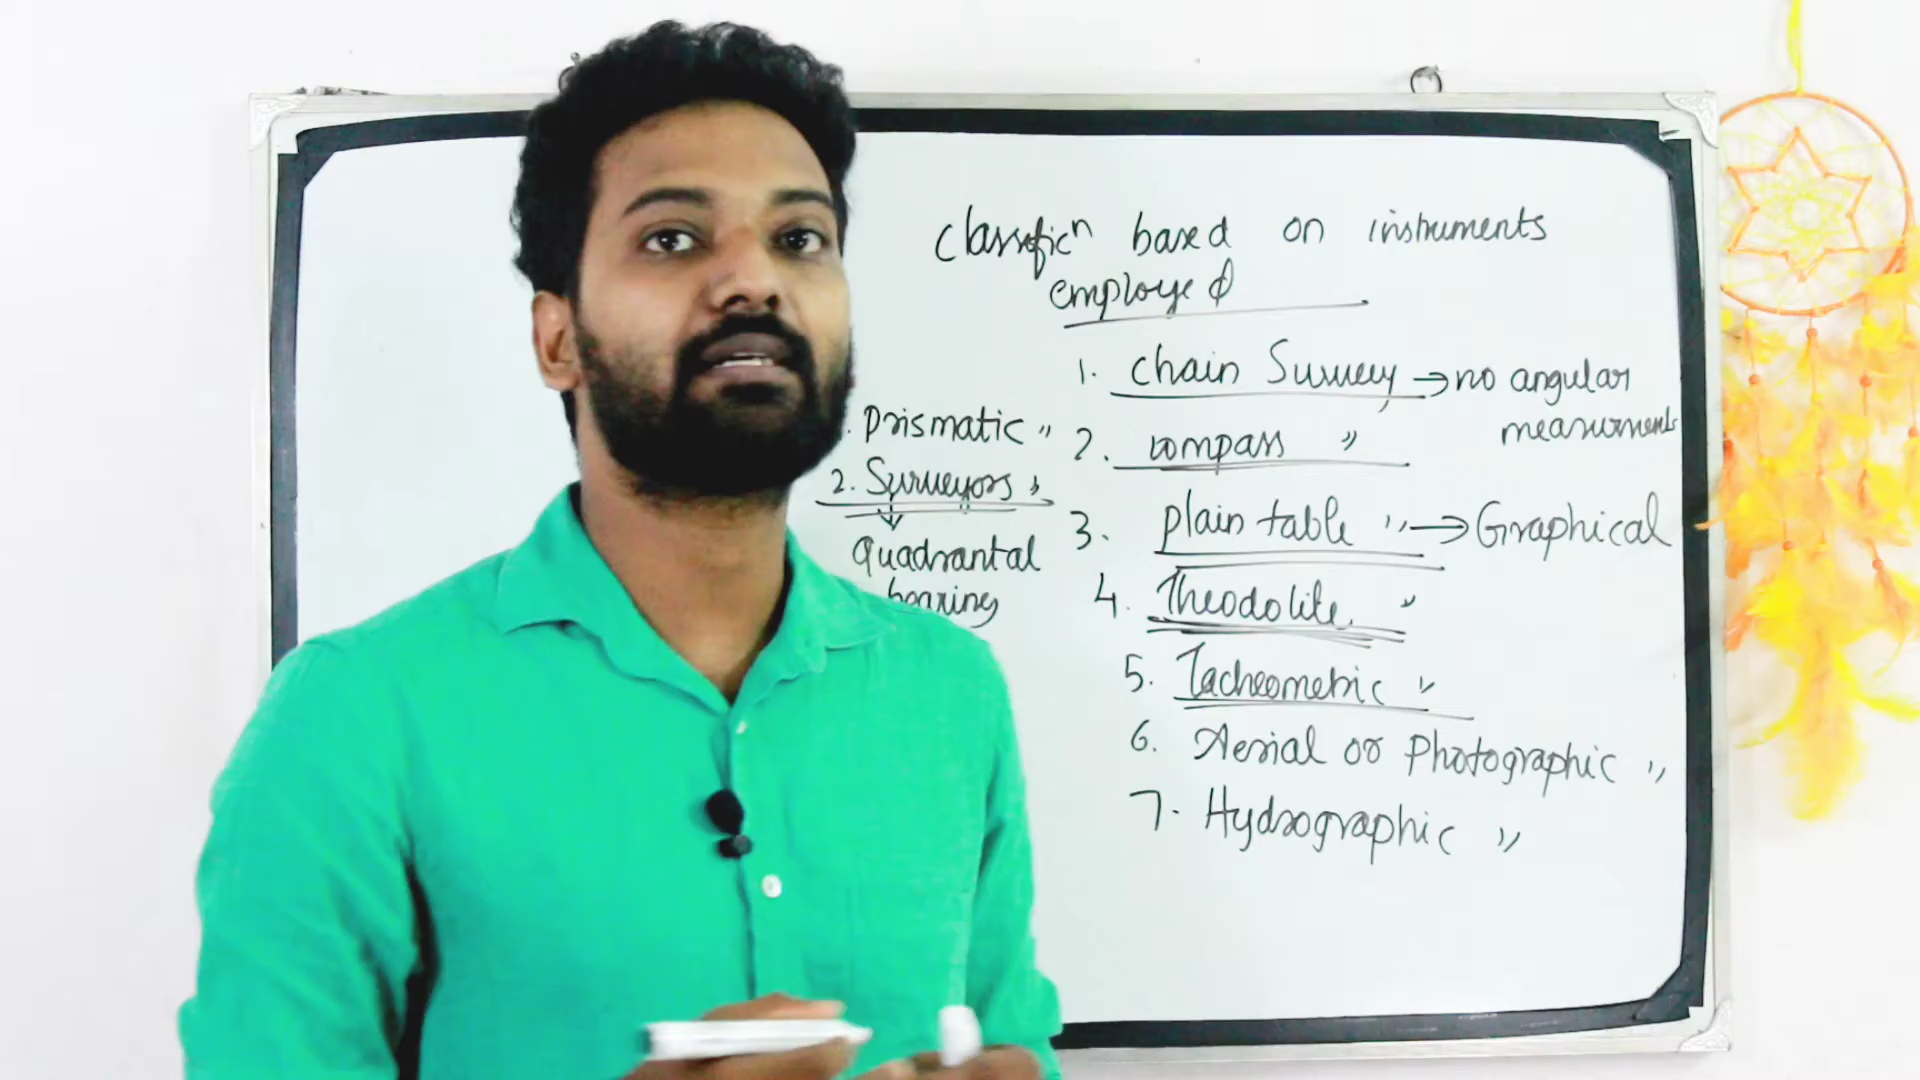 classificn based on instruments
employed
1. chain Survey → no angular
measurments
2. compass "
3. plain table " → Graphical
4. Theodolite "
5. Tacheometric "
6. Aerial or Photographic "
7. Hydrographic "
. Prismatic "
2. Surveyors "
Quadrantal
bearing